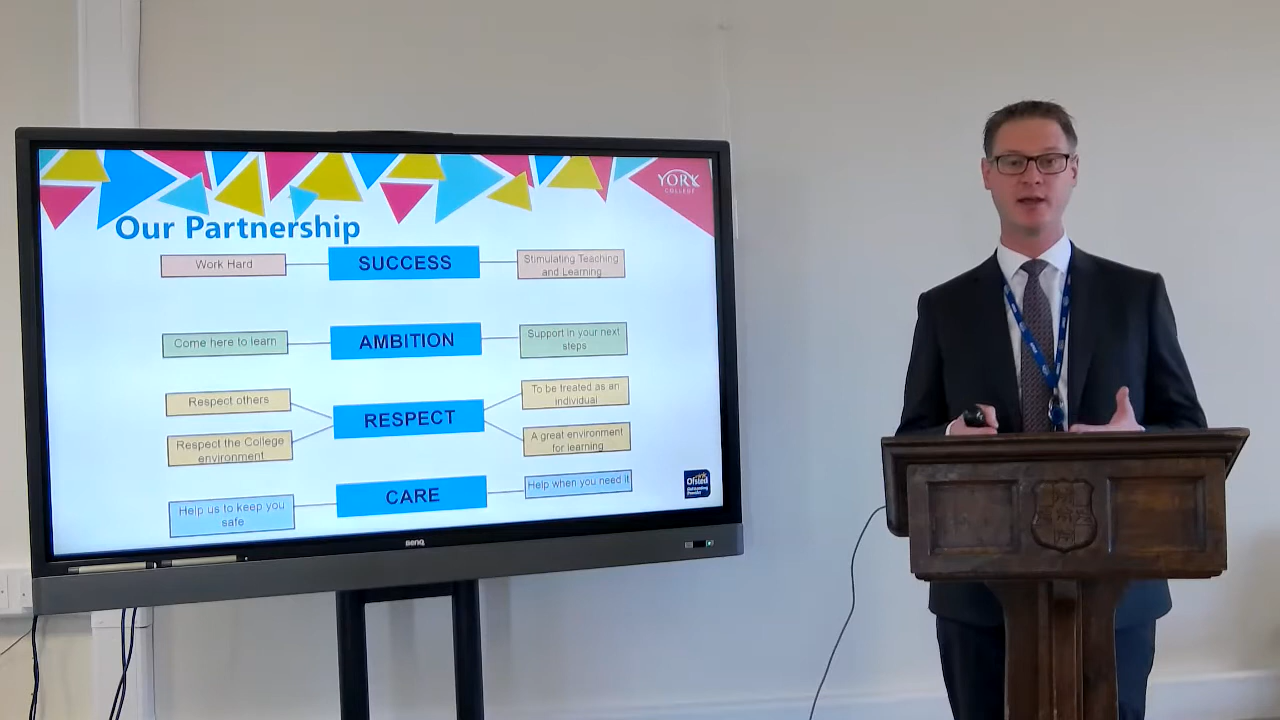 YORK
COLLEGE
Our Partnership
Work Hard
SUCCESS
Stimulating Teaching
and Learning
Come here to learn
AMBITION
Support in your next
steps
Respect others
Respect the College
environment
RESPECT
To be treated as an
individual
A great environment
for learning
Help us to keep you
safe
CARE
Help when you need it
Ofsted
Outstanding
Provider
BenQ